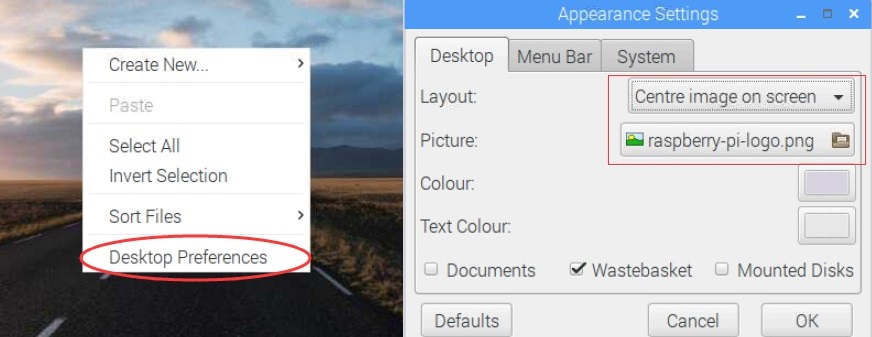 Create New...
Paste
Select All
Invert Selection
Sort Files
Desktop Preferences
Appearance Settings
Desktop Menu Bar System
Layout: Centre image on screen
Picture: raspberry-pi-logo.png
Colour:
Text Colour:
Documents Wastebasket Mounted Disks
Defaults Cancel OK